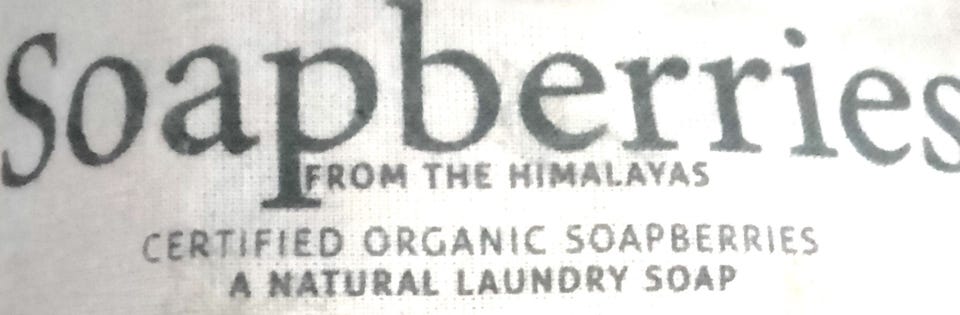 Soapberries
FROM THE HIMALAYAS
CERTIFIED ORGANIC SOAPBERRIES
A NATURAL LAUNDRY SOAP